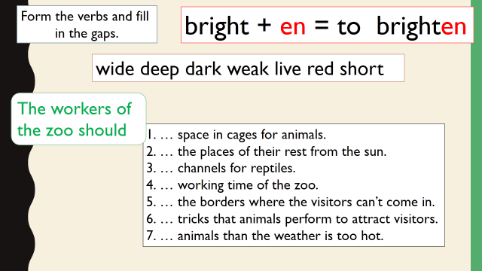 Form the verbs and fill
in the gaps.
bright + en = to brighten
wide deep dark weak live red short
The workers of
the zoo should
1. … space in cages for animals.
2. … the places of their rest from the sun.
3. … channels for reptiles.
4. … working time of the zoo.
5. … the borders where the visitors can't come in.
6. … tricks that animals perform to attract visitors.
7. … animals than the weather is too hot.